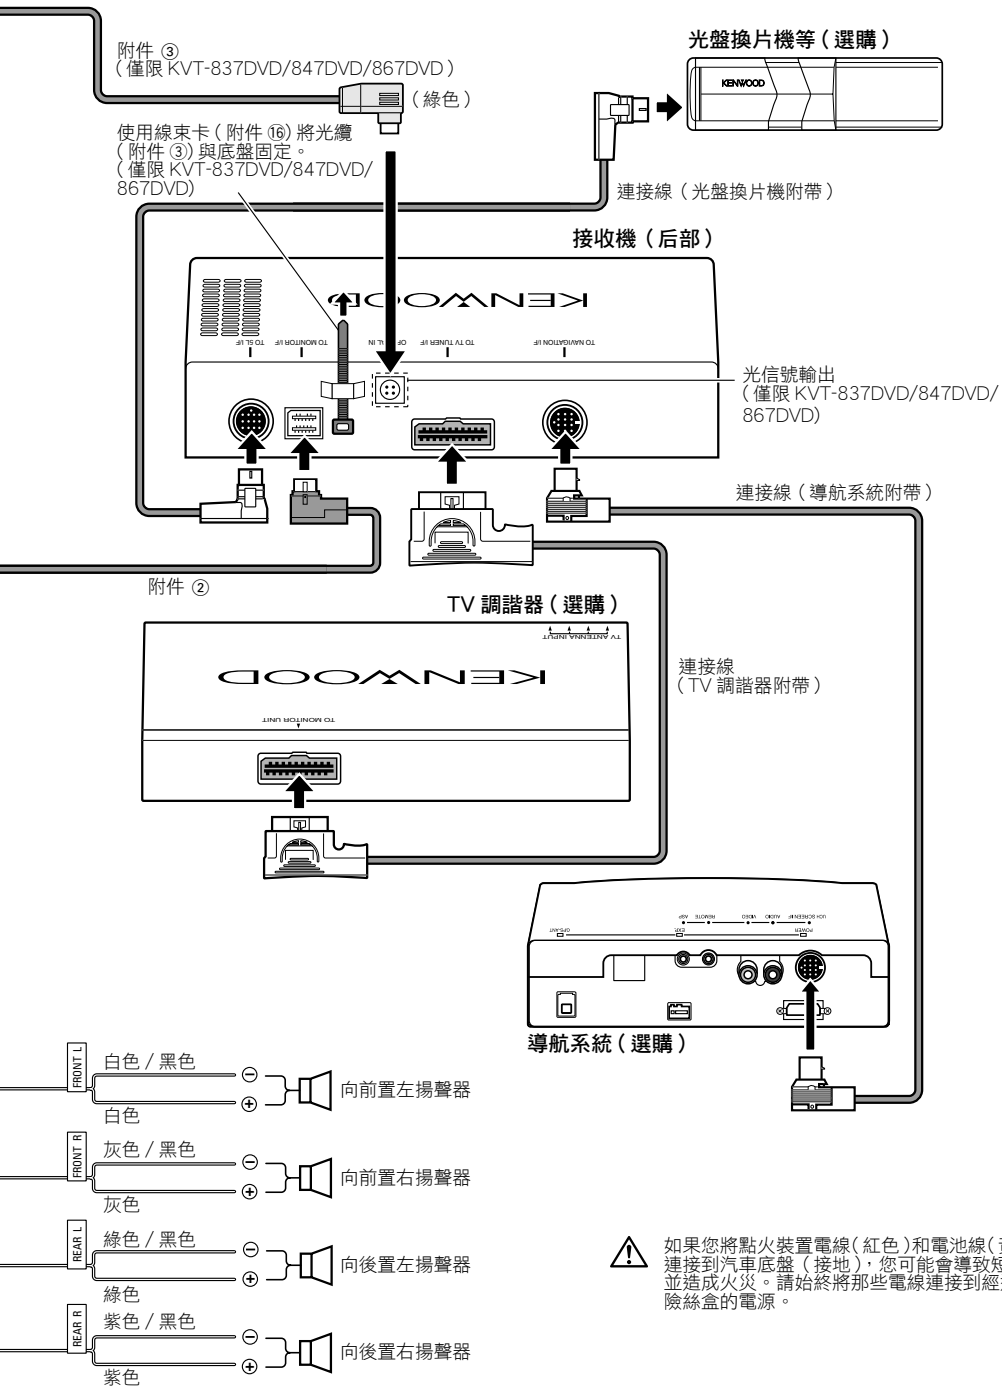 附件 ③
（僅限 KVT-837DVD/847DVD/867DVD）
（綠色）
光盤換片機等（選購）
KENWOOD
使用線束卡（附件 ⑯）將光纜
（附件 ③）與底盤固定。
（僅限 KVT-837DVD/847DVD/
867DVD）
連接線（光盤換片機附帶）
接收機（后部）
KENWOOD
TO SL I/F
TO MONITOR I/F
TO TV TUNER I/F
TO NAVIGATION I/F
光信號輸出
（僅限 KVT-837DVD/847DVD/
867DVD）
連接線（導航系統附帶）
附件 ②
TV 調諧器（選購）
TV ANTENNA INPUT
KENWOOD
TO MONITOR UNIT
連接線
（TV 調諧器附帶）
ASP REMOTE VIDEO AUDIO
GPS-ANT EXP. POWER
導航系統（選購）
FRONT L
白色 / 黑色
⊖
⊕
白色
向前置左揚聲器
FRONT R
灰色 / 黑色
⊖
⊕
灰色
向前置右揚聲器
REAR L
綠色 / 黑色
⊖
⊕
綠色
向後置左揚聲器
REAR R
紫色 / 黑色
⊖
⊕
紫色
向後置右揚聲器
如果您將點火裝置電線（紅色）和電池線（
連接到汽車底盤（接地），您可能會導致短
並造成火災。請始終將那些電線連接到經
險絲盒的電源。